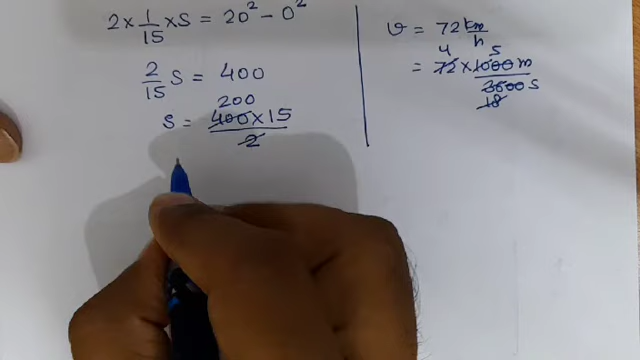 2 × 1/15 × S = 20² - 0²
2/15 S = 400
200
S = 400 × 15 / 2
v = 72 km/h
4 5
= 72 × 1000 m / 3600 s
18